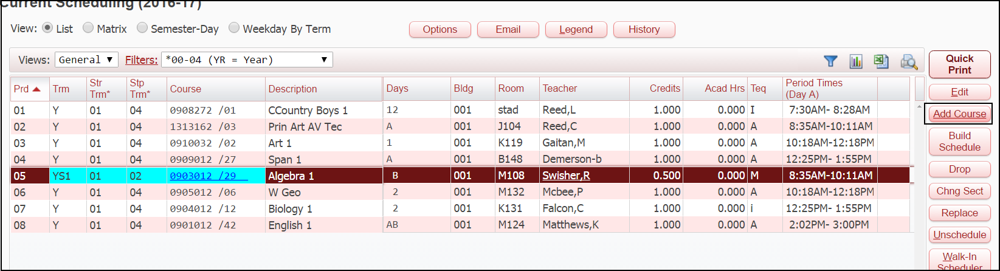 Current Scheduling (2016-17)
View: List Matrix Semester-Day Weekday By Term Options Email Legend History
Views: General Filters: *00-04 (YR = Year)
Quick Print
Prd Trm Str Trm* Stp Trm* Course Description Days Bldg Room Teacher Credits Acad Hrs Teq Period Times (Day A)
Edit
01 Y 01 04 0908272 /01 CCountry Boys 1 12 001 stad Reed,L 1.000 0.000 I 7:30AM- 8:28AM
Add Course
02 Y 01 04 1313162 /03 Prin Art AV Tec A 001 J104 Reed,C 1.000 0.000 A 8:35AM-10:11AM
03 Y 01 04 0910032 /02 Art 1 1 001 K119 Gaitan,M 1.000 0.000 A 10:18AM-12:18PM
Build Schedule
04 Y 01 04 0909012 /27 Span 1 A 001 B148 Demerson-b 1.000 0.000 A 12:25PM- 1:55PM
Drop
05 YS1 01 02 0903012 /29 Algebra 1 B 001 M108 Swisher,R 0.500 0.000 M 8:35AM-10:11AM
06 Y 01 04 0905012 /06 W Geo 2 001 M132 Mcbee,P 1.000 0.000 A 10:18AM-12:18PM
Chng Sect
07 Y 01 04 0904012 /12 Biology 1 2 001 K131 Falcon,C 1.000 0.000 i 12:25PM- 1:55PM
Replace
08 Y 01 04 0901012 /42 English 1 AB 001 M124 Matthews,K 1.000 0.000 A 2:02PM- 3:00PM
Unschedule
Walk-In
Scheduler